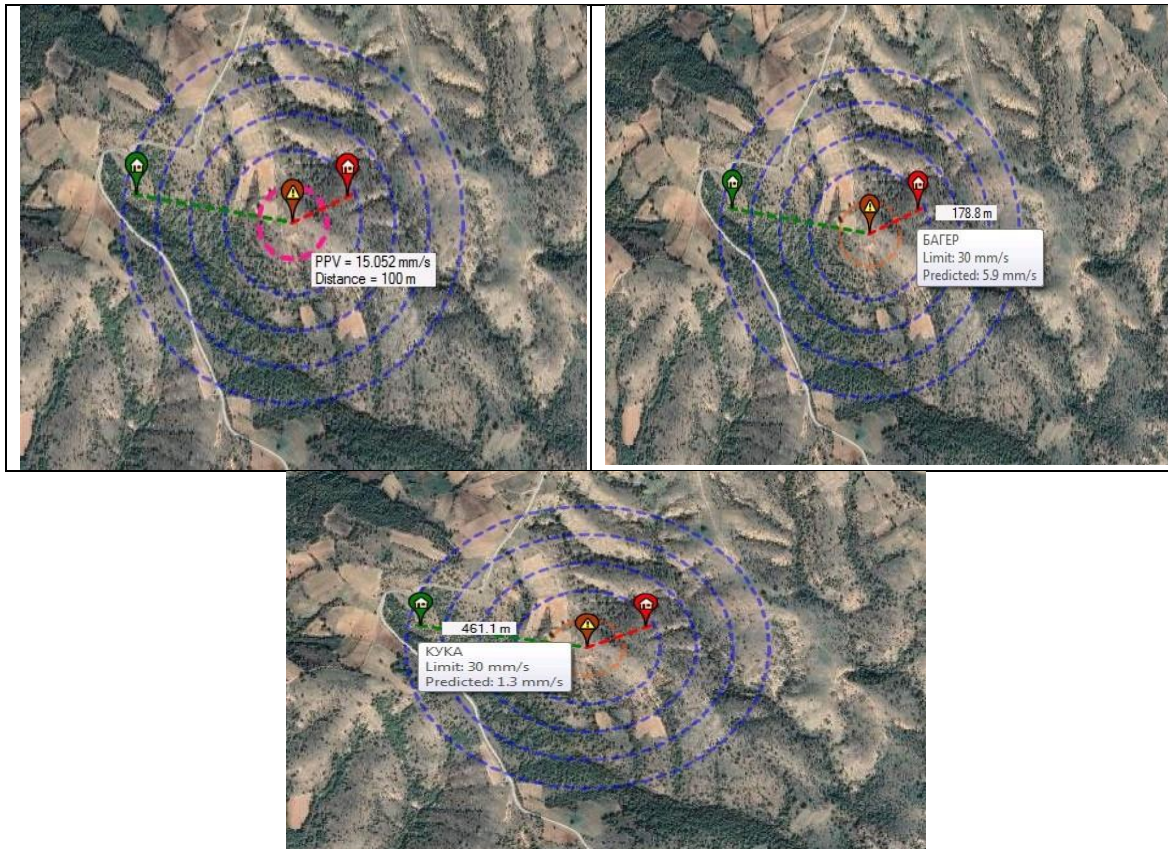 PPV = 15.052 mm/s
Distance = 100 m
178.8 m
БАГЕР
Limit: 30 mm/s
Predicted: 5.9 mm/s
461.1 m
КУКА
Limit: 30 mm/s
Predicted: 1.3 mm/s